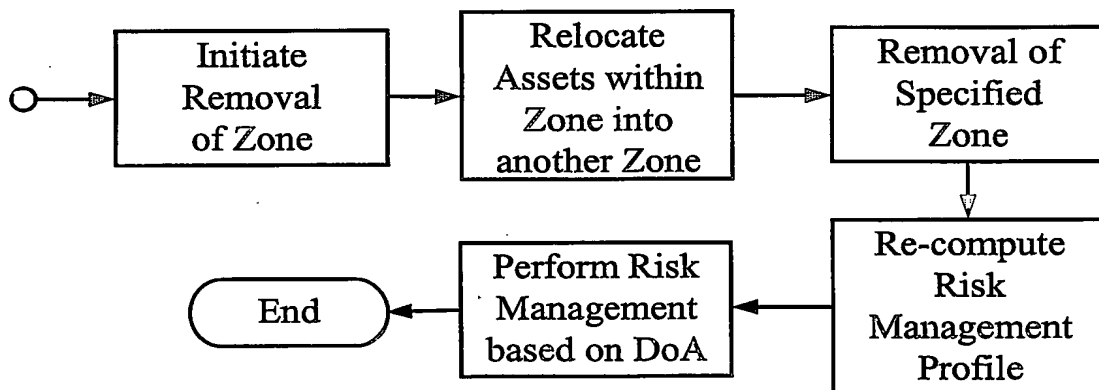 Initiate
Removal
of Zone
Relocate
Assets within
Zone into
another Zone
Removal of
Specified
Zone
Re-compute
Risk
Management
Profile
Perform Risk
Management
based on DoA
End